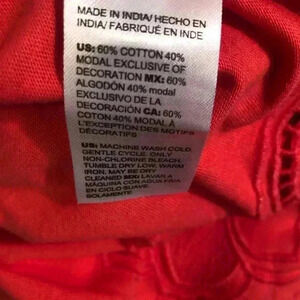 MADE IN INDIA/ HECHO EN
INDIA/ FABRIQUÉ EN INDE
US: 60% COTTON 40%
MODAL EXCLUSIVE OF
DECORATION MX: 60%
ALGODÓN 40% modal
EXCLUSIVO DE LA
DECORACIÓN CA: 60%
COTON 40% MODAL À
L'EXCEPTION DES MOTIFS
DÉCORATIFS
US: MACHINE WASH COLD,
GENTLE CYCLE. ONLY
NON-CHLORINE BLEACH.
TUMBLE DRY LOW. WARM
IRON. MAY BE DRY
CLEANED MX: LAVAR A
MÁQUINA CON AGUA FRÍA
EN CICLO SUAVE.
SOLAMENTE